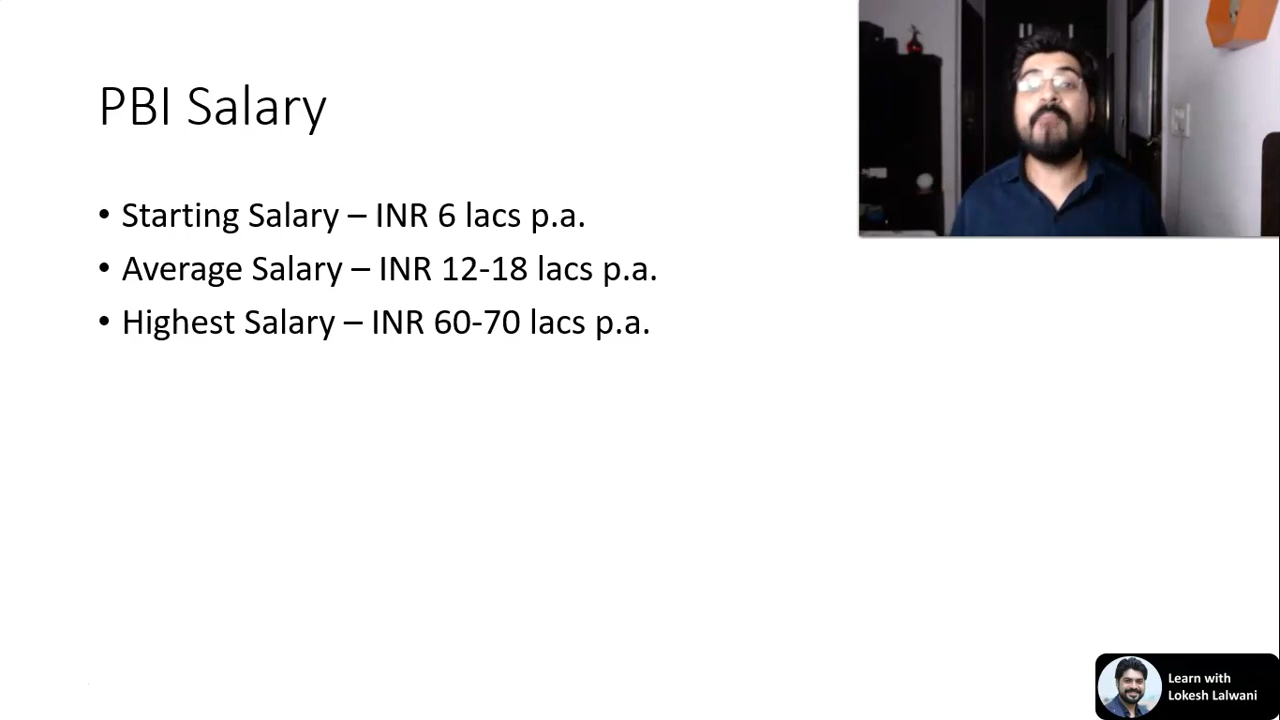 PBI Salary
• Starting Salary – INR 6 lacs p.a.
• Average Salary – INR 12-18 lacs p.a.
• Highest Salary – INR 60-70 lacs p.a.
Learn with
Lokesh Lalwani